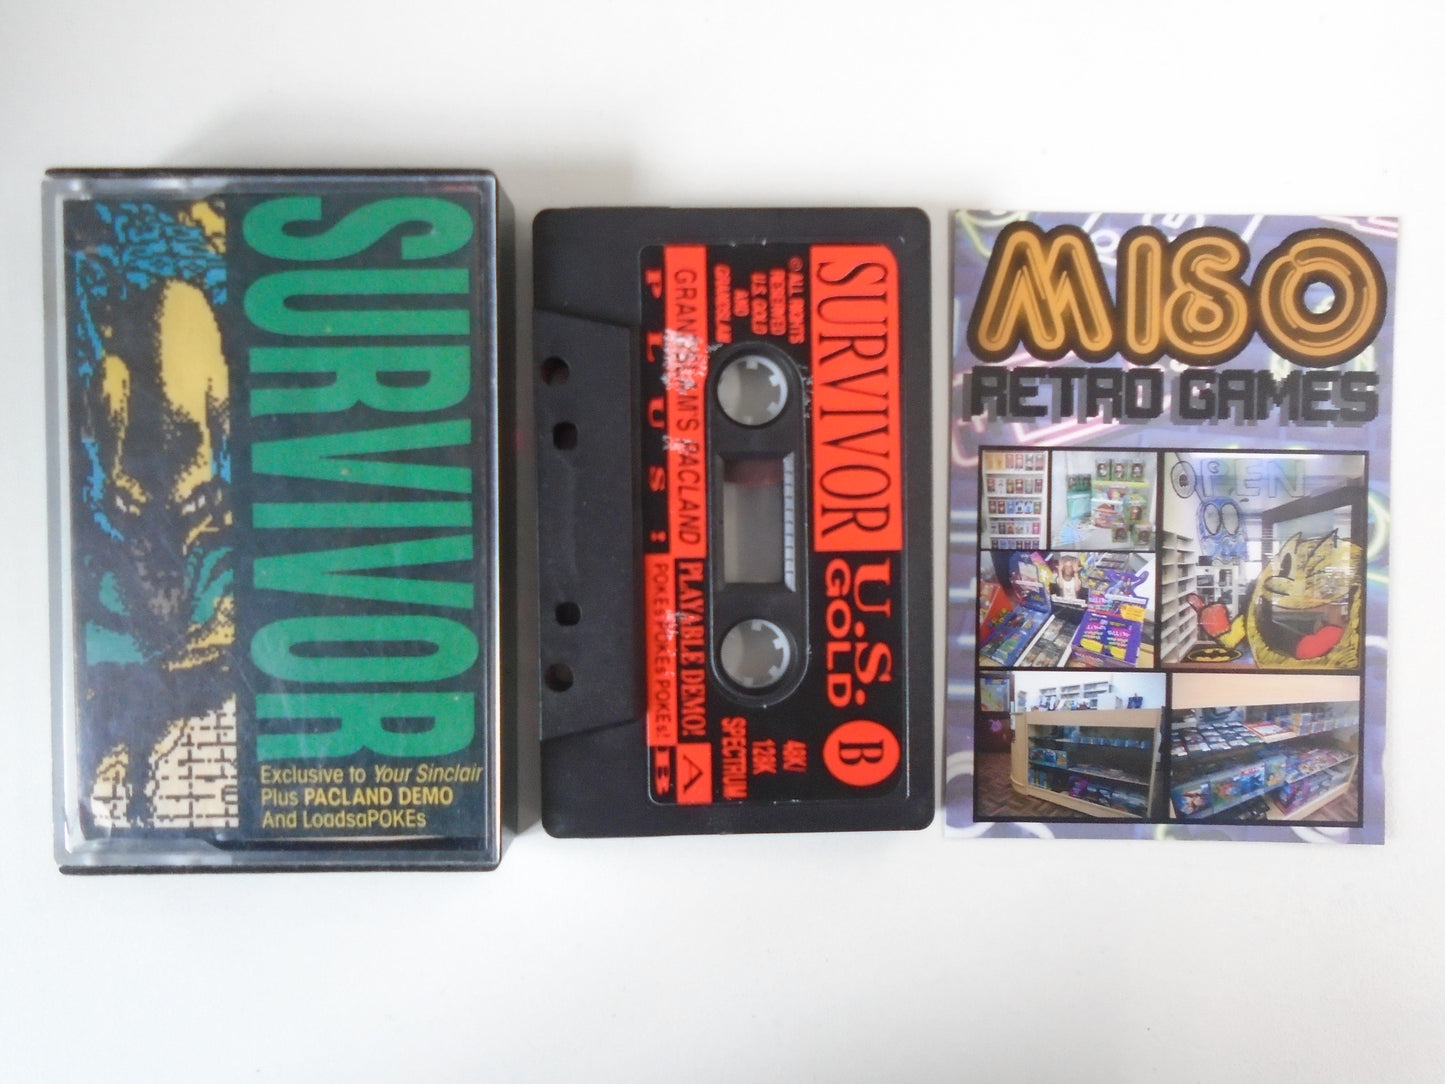 SURVIVOR
Exclusive to Your Sinclair
Plus PACLAND DEMO
And LoadsaPOKEs
SURVIVOR
U.S.
GOLD
B
© ALL RIGHTS
RESERVED
U.S. GOLD
AND
GRANDSLAM
48K/
128K
SPECTRUM
GRANDSLAM'S PACLAND PLAYABLE DEMO!
A
PLUS: POKEs POKEs POKEs!
MISO
RETRO GAMES
OPEN